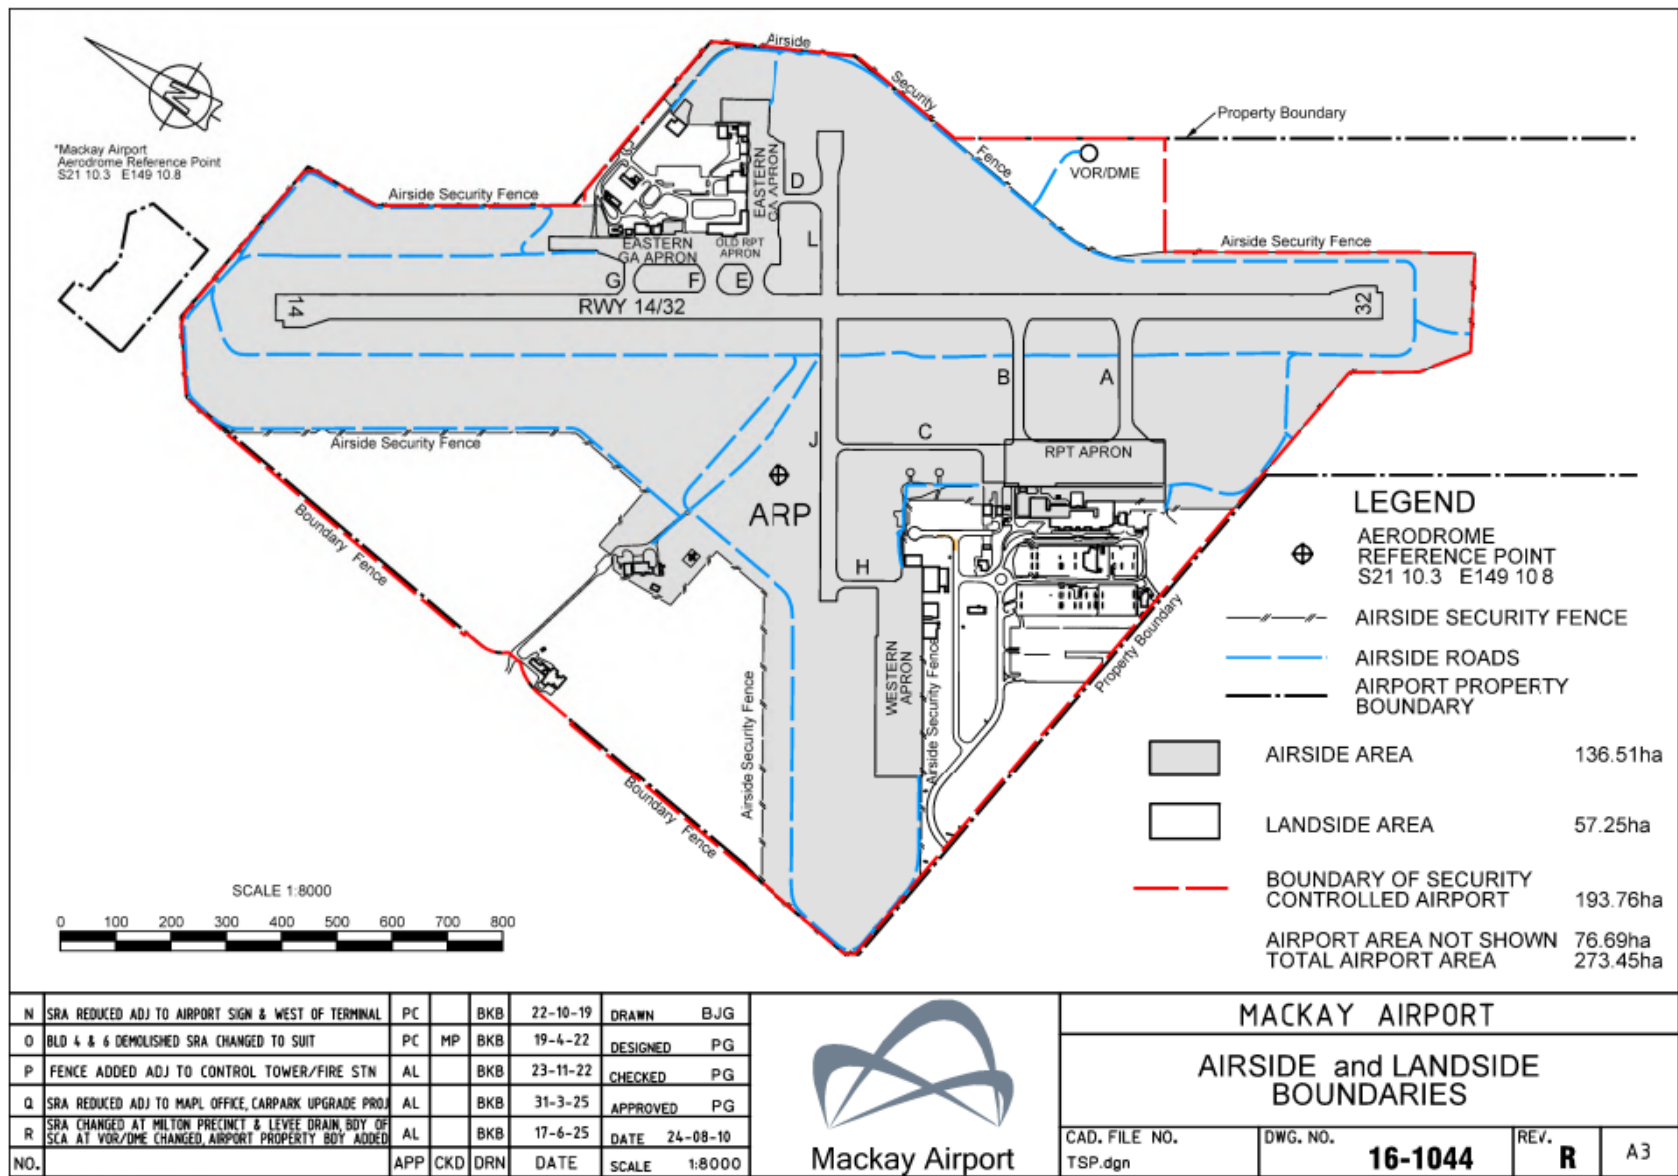 Airside
Security
Fence
Property Boundary
VOR/DME
N
*Mackay Airport
Aerodrome Reference Point
S21 10.3 E149 10.8
Airside Security Fence
Airside Security Fence
EASTERN
GA APRON
D
L
EASTERN
GA APRON
OLD RPT
APRON
G
F
E
14
RWY 14/32
32
B
A
J
C
Airside Security Fence
RPT APRON
ARP
H
Boundary Fence
WESTERN
APRON
Airside Security Fence
Airside Security Fence
Property Boundary
Boundary Fence
LEGEND
AERODROME
REFERENCE POINT
S21 10.3 E149 10 8
AIRSIDE SECURITY FENCE
AIRSIDE ROADS
AIRPORT PROPERTY
BOUNDARY
AIRSIDE AREA 136.51ha
LANDSIDE AREA 57.25ha
BOUNDARY OF SECURITY
CONTROLLED AIRPORT 193.76ha
AIRPORT AREA NOT SHOWN 76.69ha
TOTAL AIRPORT AREA 273.45ha
SCALE 1:8000
0 100 200 300 400 500 600 700 800
N SRA REDUCED ADJ TO AIRPORT SIGN & WEST OF TERMINAL PC BKB 22-10-19
O BLD 4 & 6 DEMOLISHED SRA CHANGED TO SUIT PC MP BKB 19-4-22
P FENCE ADDED ADJ TO CONTROL TOWER/FIRE STN AL BKB 23-11-22
Q SRA REDUCED ADJ TO MAPL OFFICE, CARPARK UPGRADE PROJ AL BKB 31-3-25
R SRA CHANGED AT MILTON PRECINCT & LEVEE DRAIN, BDY OF
SCA AT VOR/DME CHANGED, AIRPORT PROPERTY BDY ADDED AL BKB 17-6-25
NO. APP CKD DRN DATE
DRAWN BJG
DESIGNED PG
CHECKED PG
APPROVED PG
DATE 24-08-10
SCALE 1:8000
Mackay Airport
MACKAY AIRPORT
AIRSIDE and LANDSIDE
BOUNDARIES
CAD. FILE NO.
TSP.dgn
DWG. NO.
16-1044
REV.
R
A3